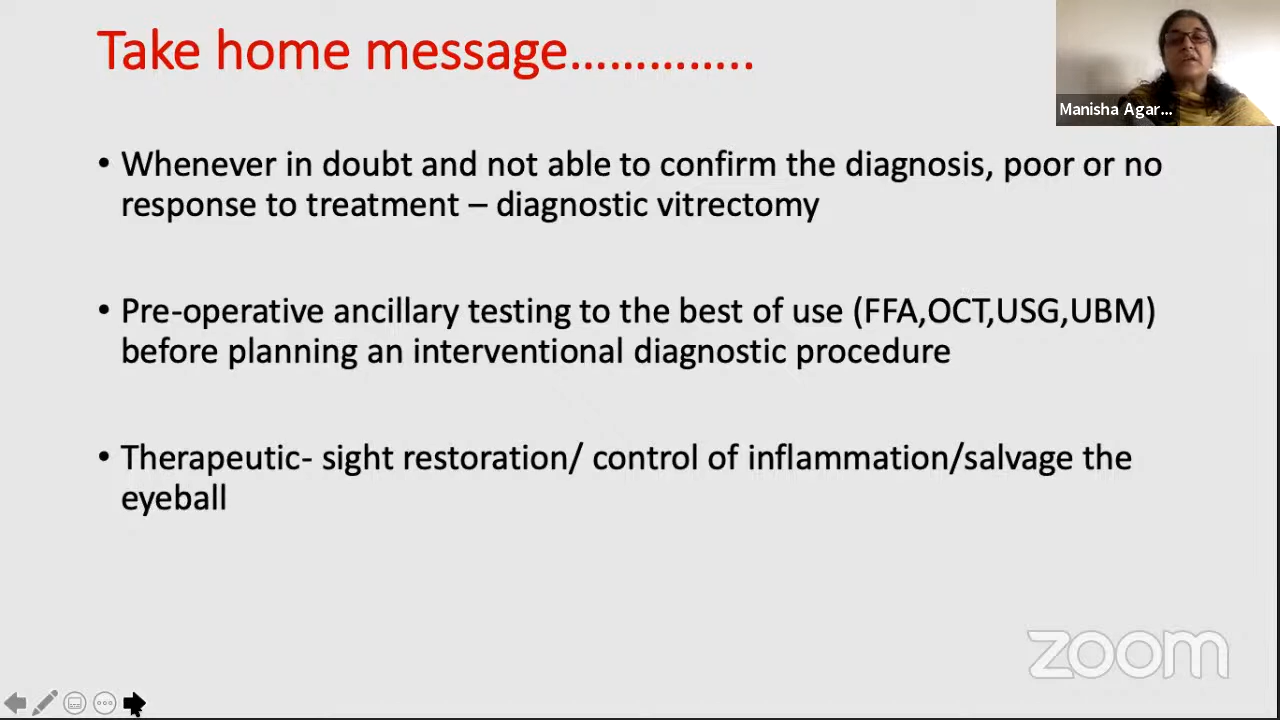 Take home message…………..
Manisha Agar...
• Whenever in doubt and not able to confirm the diagnosis, poor or no
response to treatment – diagnostic vitrectomy
• Pre-operative ancillary testing to the best of use (FFA,OCT,USG,UBM)
before planning an interventional diagnostic procedure
• Therapeutic- sight restoration/ control of inflammation/salvage the
eyeball
zoom